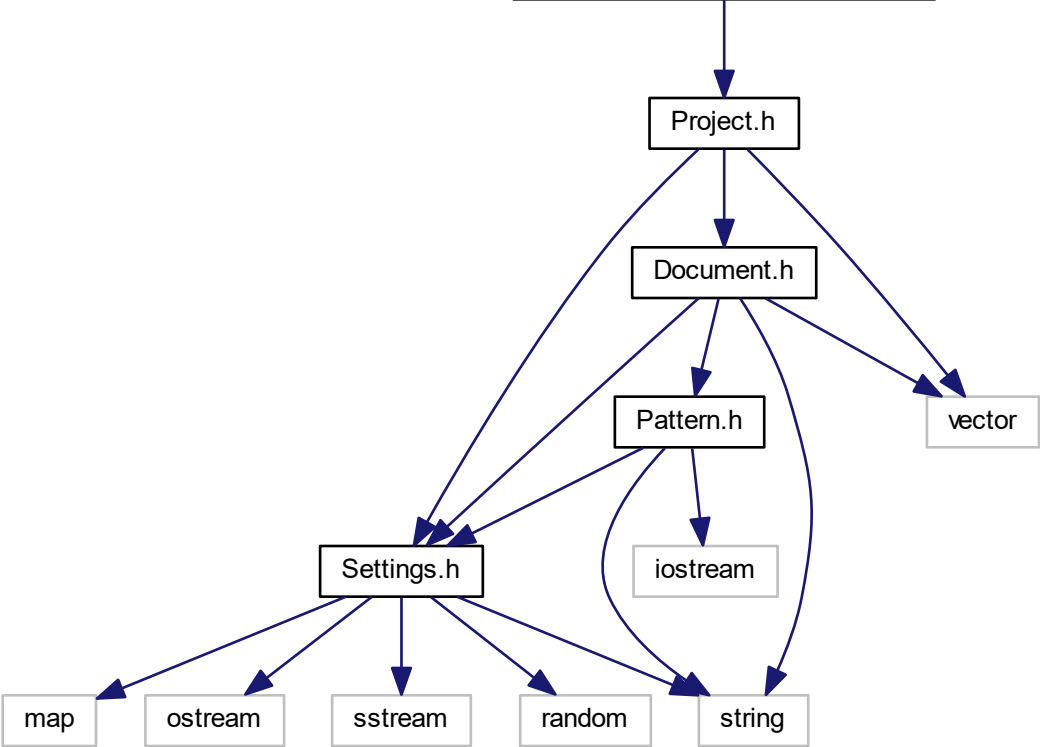 Project.h
Document.h
Pattern.h
vector
Settings.h
iostream
map
ostream
sstream
random
string